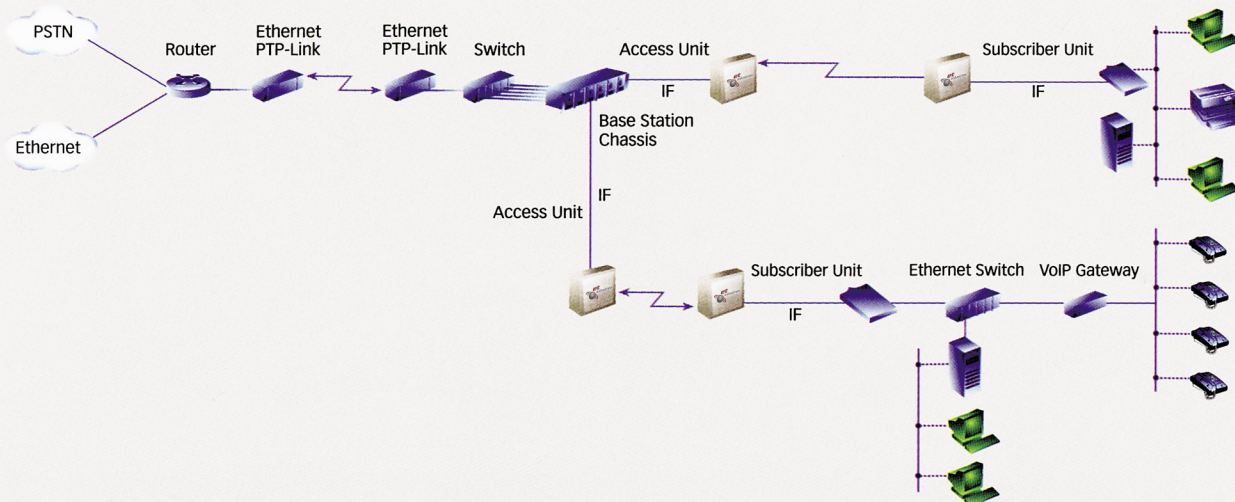 PSTN
Ethernet
Router
Ethernet
PTP-Link
Ethernet
PTP-Link
Switch
Base Station
Chassis
Access Unit
IF
Subscriber Unit
IF
IF
Access Unit
Subscriber Unit
IF
Ethernet Switch
VoIP Gateway